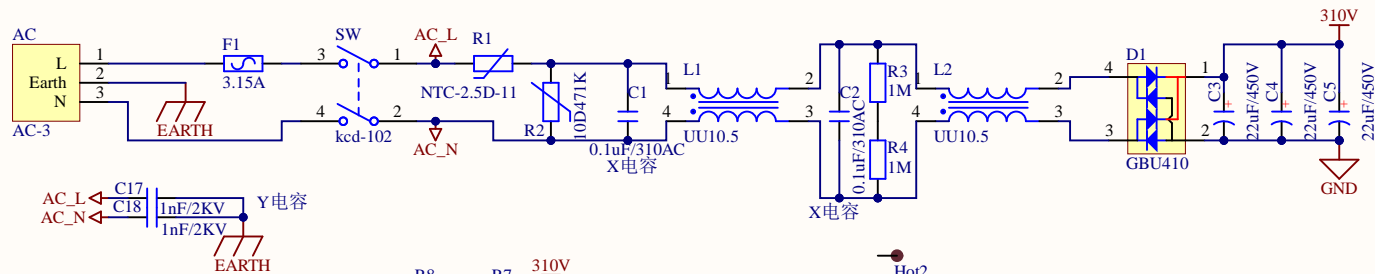 AC
L
Earth
N
AC-3
1
2
3
EARTH
F1
3.15A
SW
3
1
4
2
kcd-102
AC_L
AC_N
R1
NTC-2.5D-11
R2
10D471K
C1
0.1uF/310AC
X电容
L1
1
2
4
3
UU10.5
C2
0.1uF/310AC
X电容
R3
1M
R4
1M
L2
1
2
4
3
UU10.5
D1
4
1
3
2
GBU410
C3
22uF/450V
C4
22uF/450V
C5
22uF/450V
310V
GND
AC_L
AC_N
C17
C18
1nF/2KV
1nF/2KV
Y电容
EARTH
R8
R7
310V
Hot2